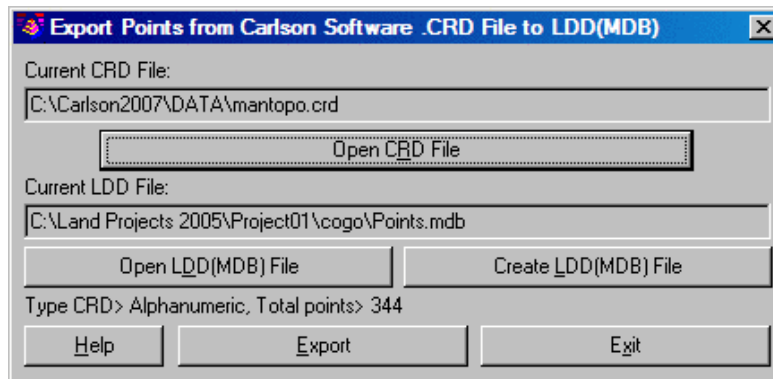 Export Points from Carlson Software .CRD File to LDD(MDB)
Current CRD File:
C:\Carlson2007\DATA\mantopo.crd
Open CRD File
Current LDD File:
C:\Land Projects 2005\Project01\cogo\Points.mdb
Open LDD(MDB) File Create LDD(MDB) File
Type CRD> Alphanumeric, Total points> 344
Help Export Exit